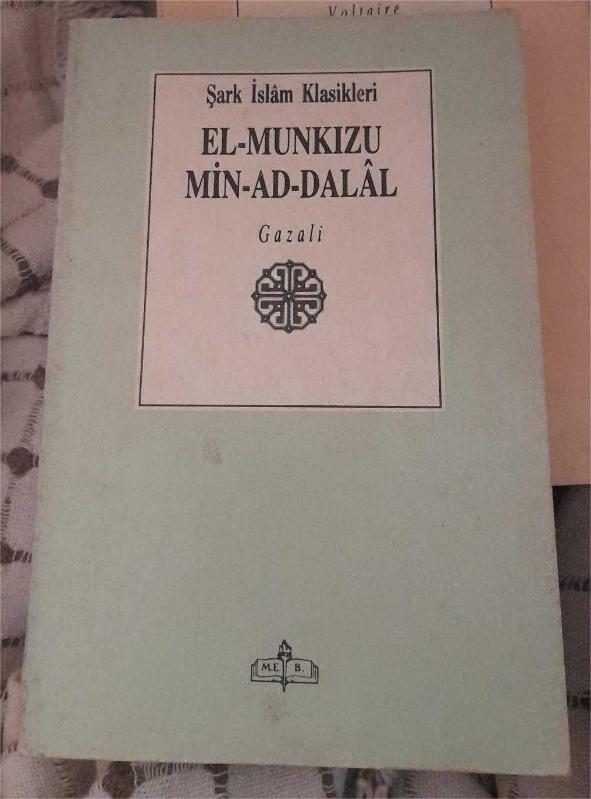 Voltaire
Şark İslâm Klasikleri
EL-MUNKIZU
MİN-AD-DALÂL
Gazali
M.E. B.